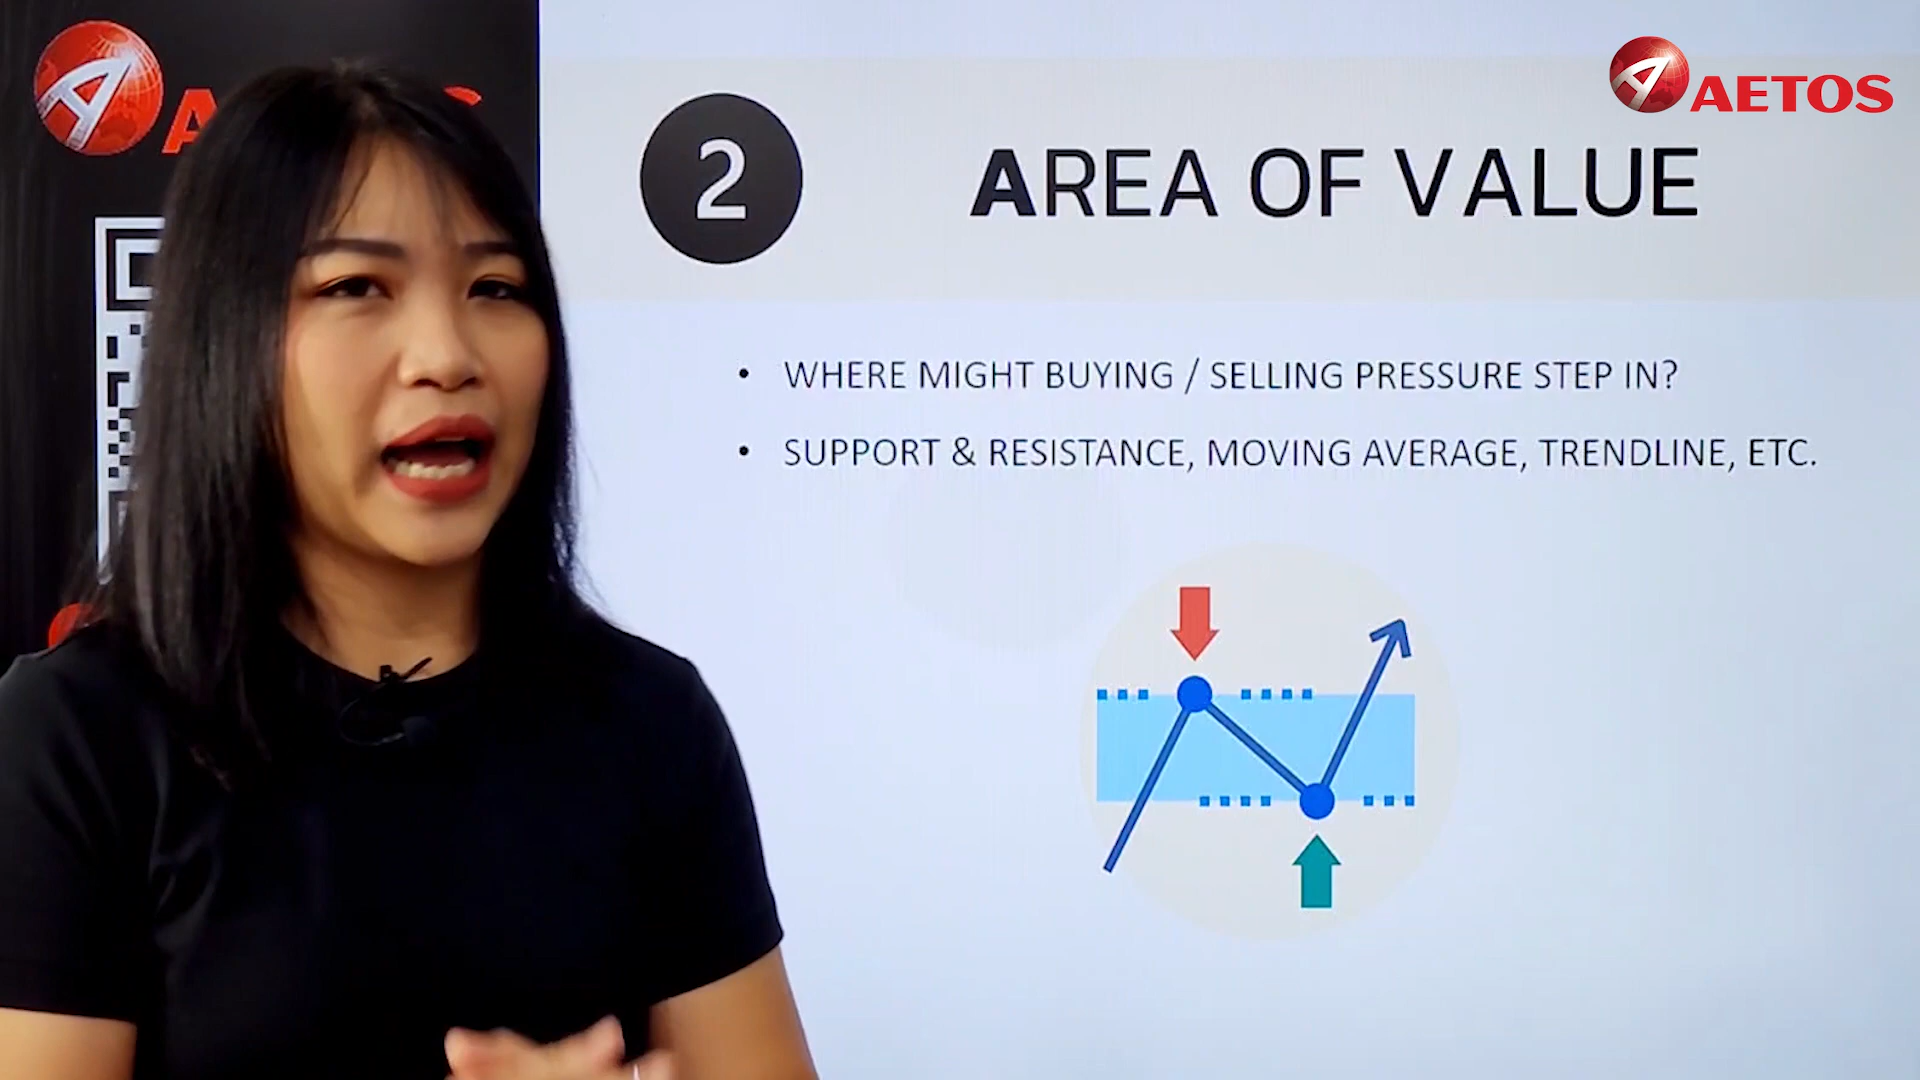 AETOS
2
AREA OF VALUE
• WHERE MIGHT BUYING / SELLING PRESSURE STEP IN?
• SUPPORT & RESISTANCE, MOVING AVERAGE, TRENDLINE, ETC.